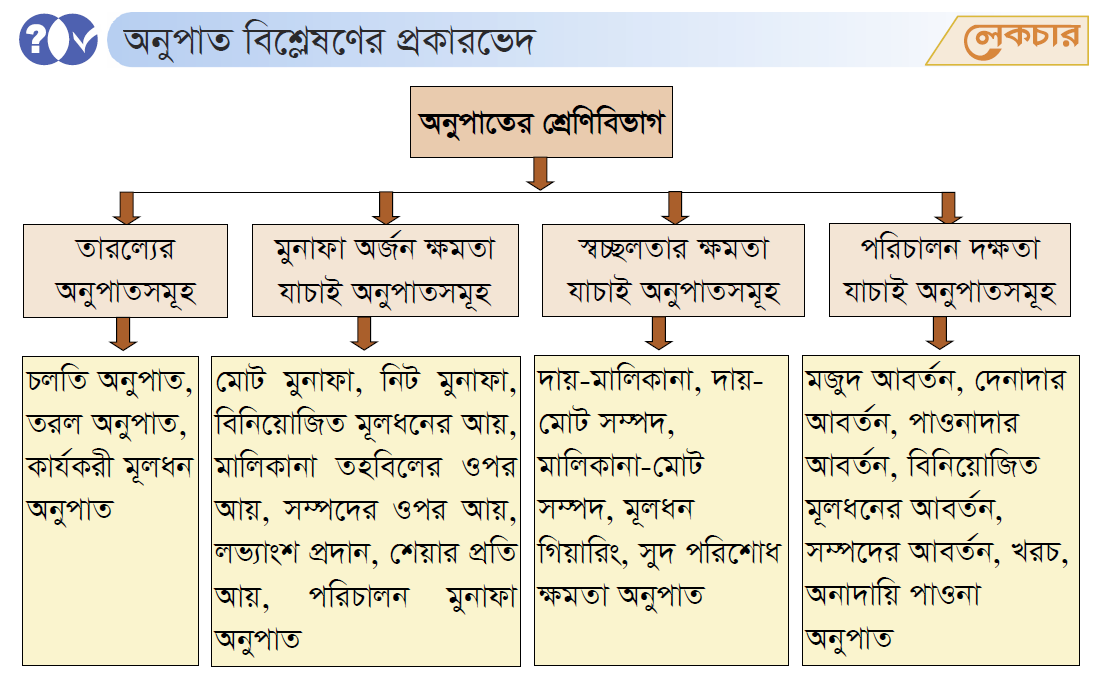 অনুপাত বিশ্লেষণের প্রকারভেদ
লেকচার
অনুপাতের শ্রেণিবিভাগ
তারল্যের
অনুপাতসমূহ
মুনাফা অর্জন ক্ষমতা
যাচাই অনুপাতসমূহ
স্বচ্ছলতার ক্ষমতা
যাচাই অনুপাতসমূহ
পরিচালন দক্ষতা
যাচাই অনুপাতসমূহ
চলতি অনুপাত,
তরল অনুপাত,
কার্যকরী মূলধন
অনুপাত
মোট মুনাফা, নিট মুনাফা,
বিনিয়োজিত মূলধনের আয়,
মালিকানা তহবিলের ওপর
আয়, সম্পদের ওপর আয়,
লভ্যাংশ প্রদান, শেয়ার প্রতি
আয়, পরিচালন মুনাফা
অনুপাত
দায়-মালিকানা, দায়-
মোট সম্পদ,
মালিকানা-মোট
সম্পদ, মূলধন
গিয়ারিং, সুদ পরিশোধ
ক্ষমতা অনুপাত
মজুদ আবর্তন, দেনাদার
আবর্তন, পাওনাদার
আবর্তন, বিনিয়োজিত
মূলধনের আবর্তন,
সম্পদের আবর্তন, খরচ,
অনাদায়ি পাওনা
অনুপাত